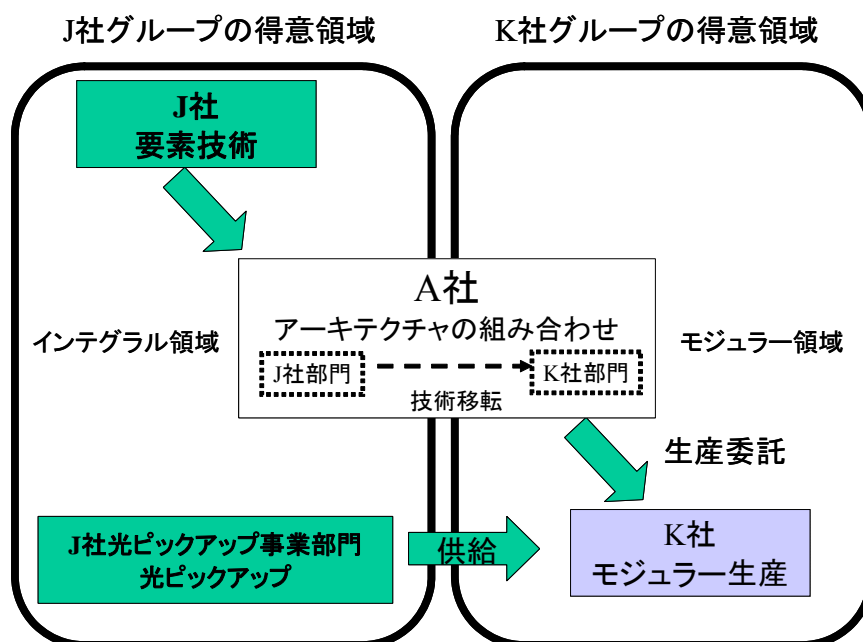 J社グループの得意領域
K社グループの得意領域
J社
要素技術
A社
アーキテクチャの組み合わせ
インテグラル領域
モジュラー領域
J社部門
K社部門
技術移転
生産委託
J社光ピックアップ事業部門
光ピックアップ
供給
K社
モジュラー生産